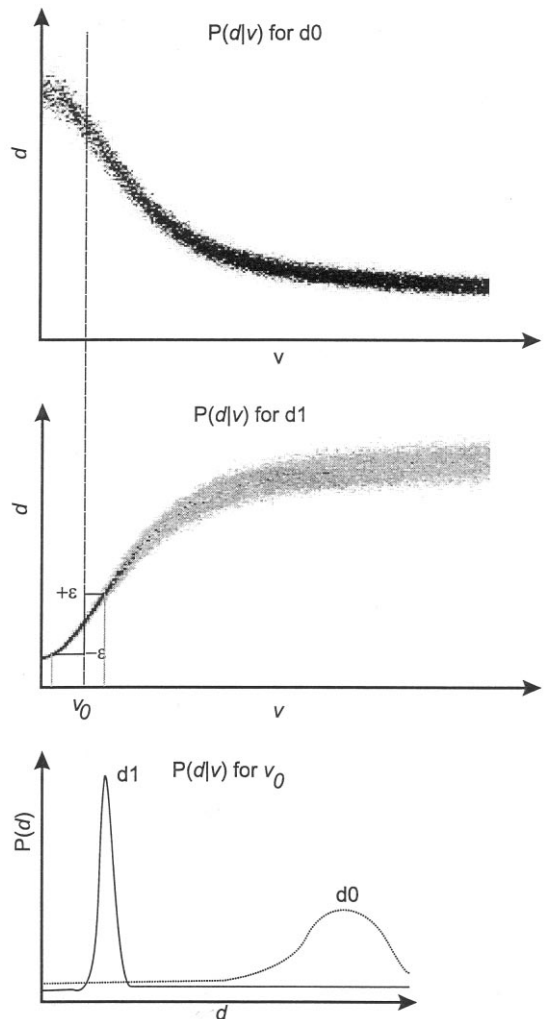 P(d|v) for d0
d
v
P(d|v) for d1
d
+ε
−ε
v0
v
d1
P(d|v) for v0
P(d)
d0
d